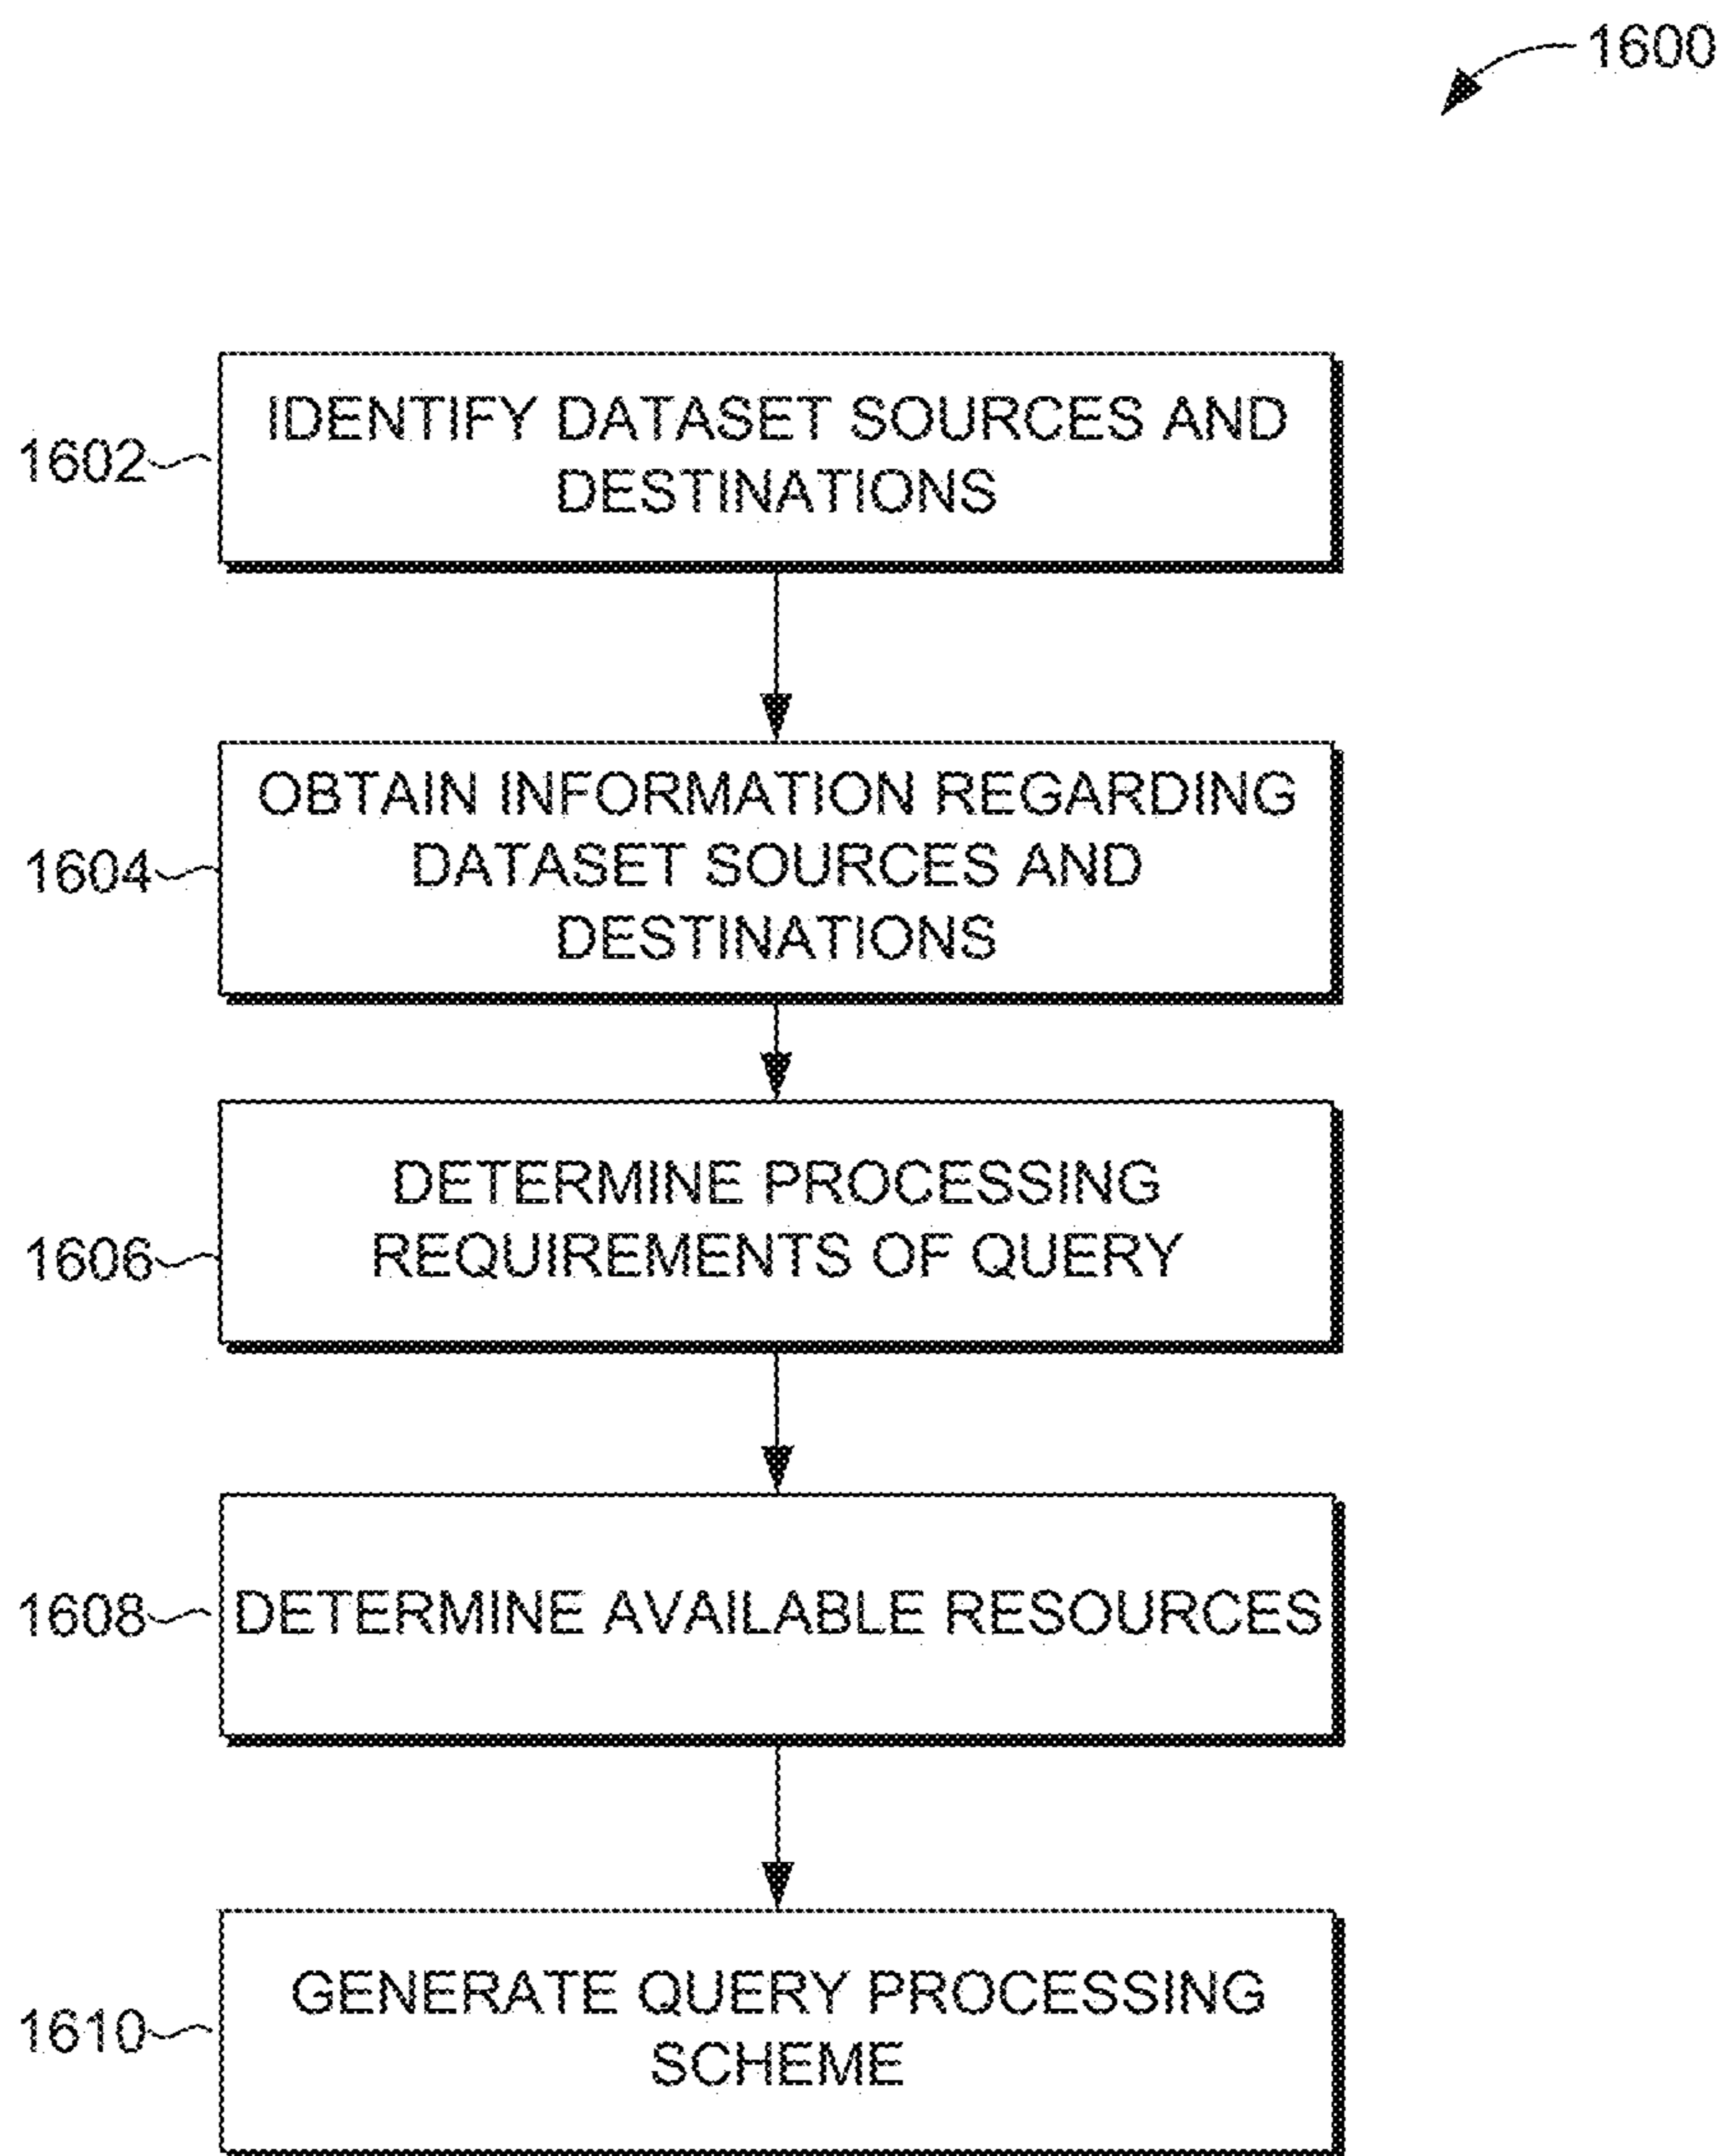 1600
IDENTIFY DATASET SOURCES AND
DESTINATIONS
1602
OBTAIN INFORMATION REGARDING
DATASET SOURCES AND
DESTINATIONS
1604
DETERMINE PROCESSING
REQUIREMENTS OF QUERY
1606
DETERMINE AVAILABLE RESOURCES
1608
GENERATE QUERY PROCESSING
SCHEME
1610